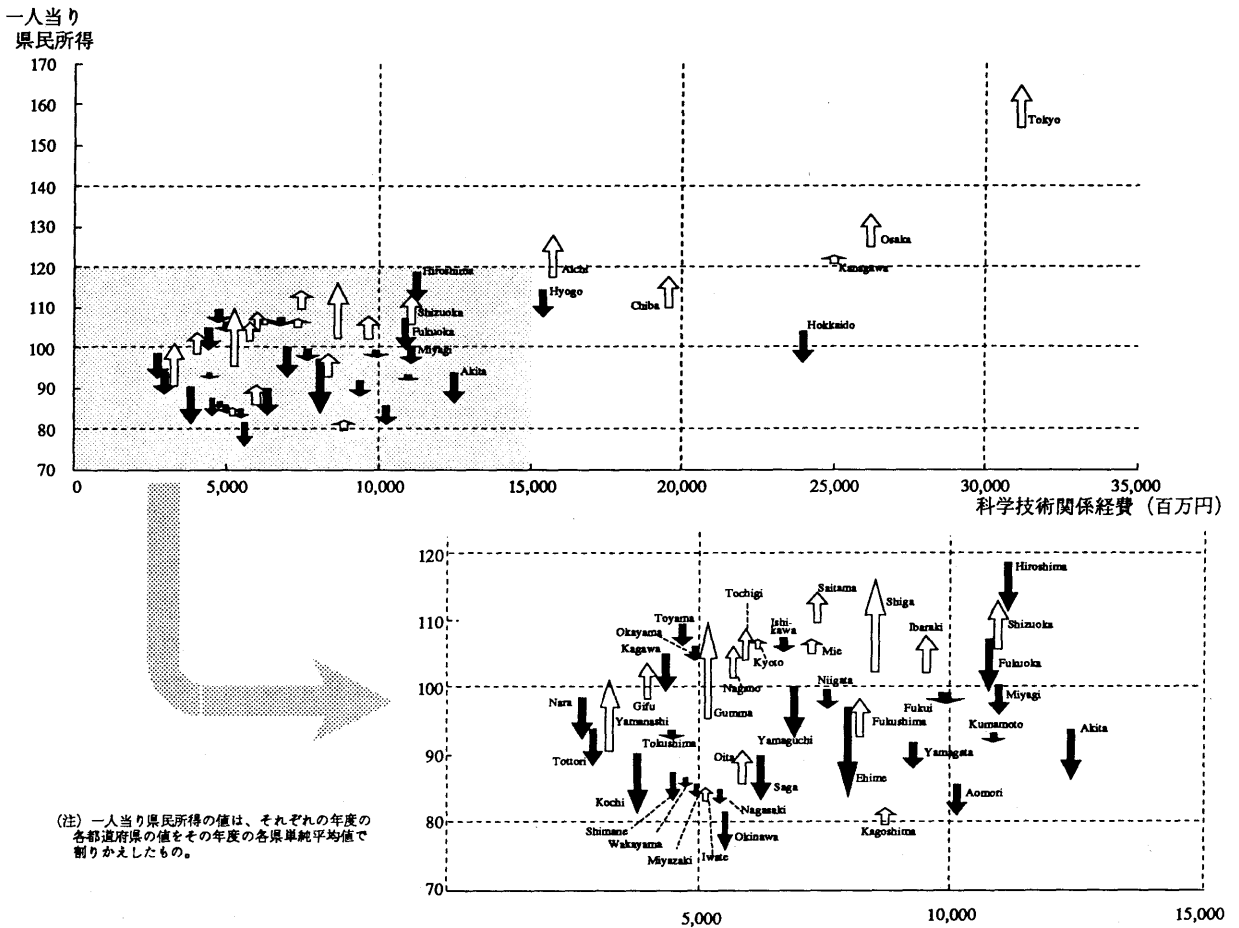 一人当り
県民所得
170
160
150
140
130
120
110
100
90
80
70
0
5,000
10,000
15,000
20,000
25,000
30,000
35,000
科学技術関係経費（百万円）
Tokyo
Osaka
Kanagawa
Aichi
Chiba
Hyogo
Hokkaido
Hiroshima
Shizuoka
Fukuoka
Miyagi
Akita
120
110
100
90
80
70
5,000
10,000
15,000
Hiroshima
Shizuoka
Fukuoka
Miyagi
Kumamoto
Akita
Aomori
Saitama
Shiga
Ibaraki
Tochigi
Toyama
Okayama
Kagawa
Ishi-
kawa
Mie
Kyoto
Nagano
Gifu
Gumma
Nara
Yamanashi
Tottori
Tokushima
Niigata
Fukui
Fukushima
Yamaguchi
Yamagata
Oita
Saga
Ehime
Kochi
Nagasaki
Shimane
Wakayama
Miyazaki
Iwate
Okinawa
Kagoshima
（注）一人当り県民所得の値は、それぞれの年度の
各都道府県の値をその年度の各県単純平均値で
割りかえしたもの。